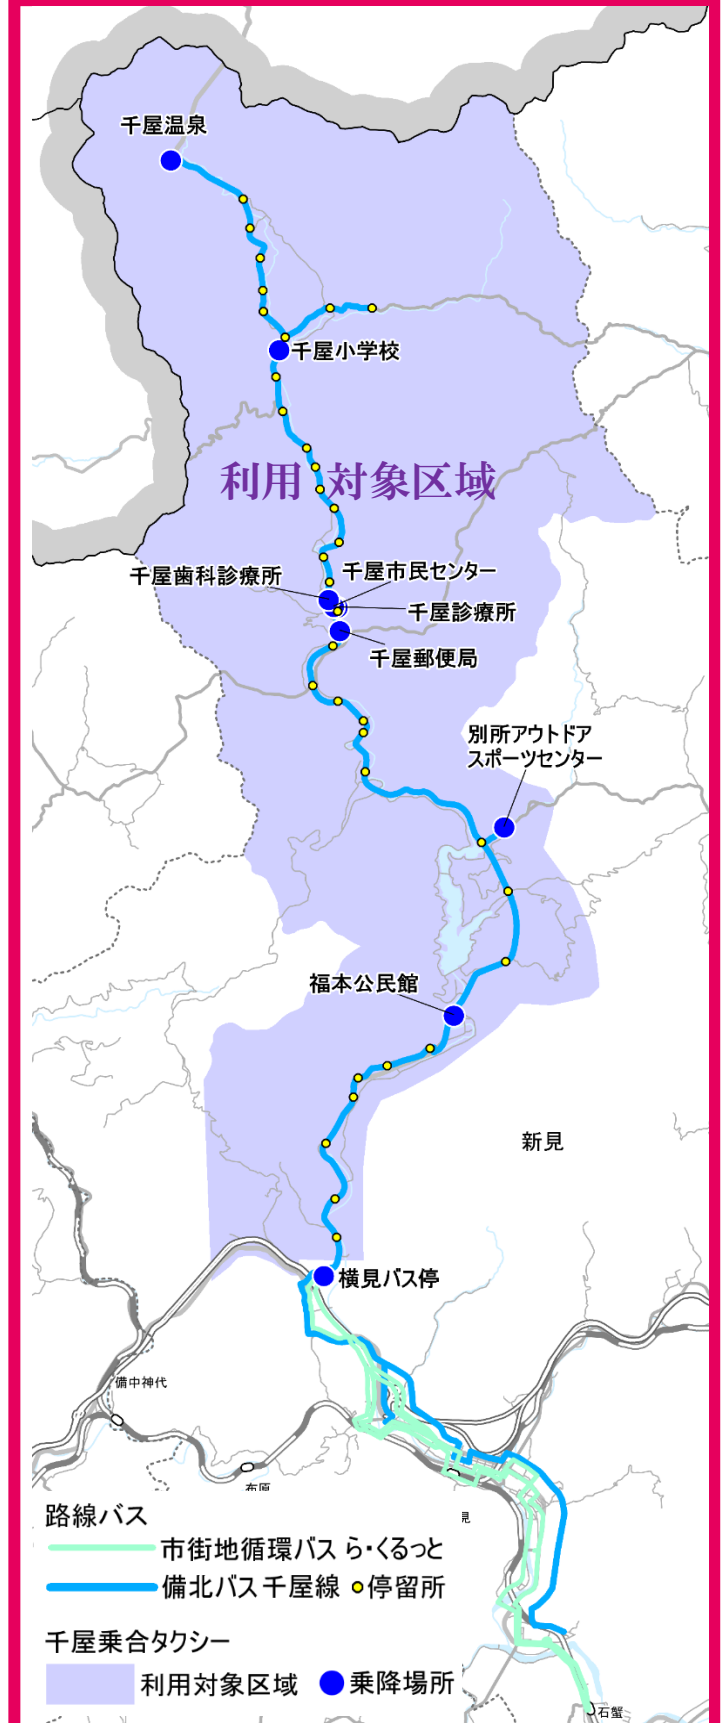 千屋温泉
千屋小学校
利用 対象区域
千屋歯科診療所
千屋市民センター
千屋診療所
千屋郵便局
別所アウトドア
スポーツセンター
福本公民館
新見
横見バス停
備中神代
布原
見
路線バス
市街地循環バス ら・くるっと
備北バス千屋線 停留所
千屋乗合タクシー
利用対象区域 乗降場所
石蟹